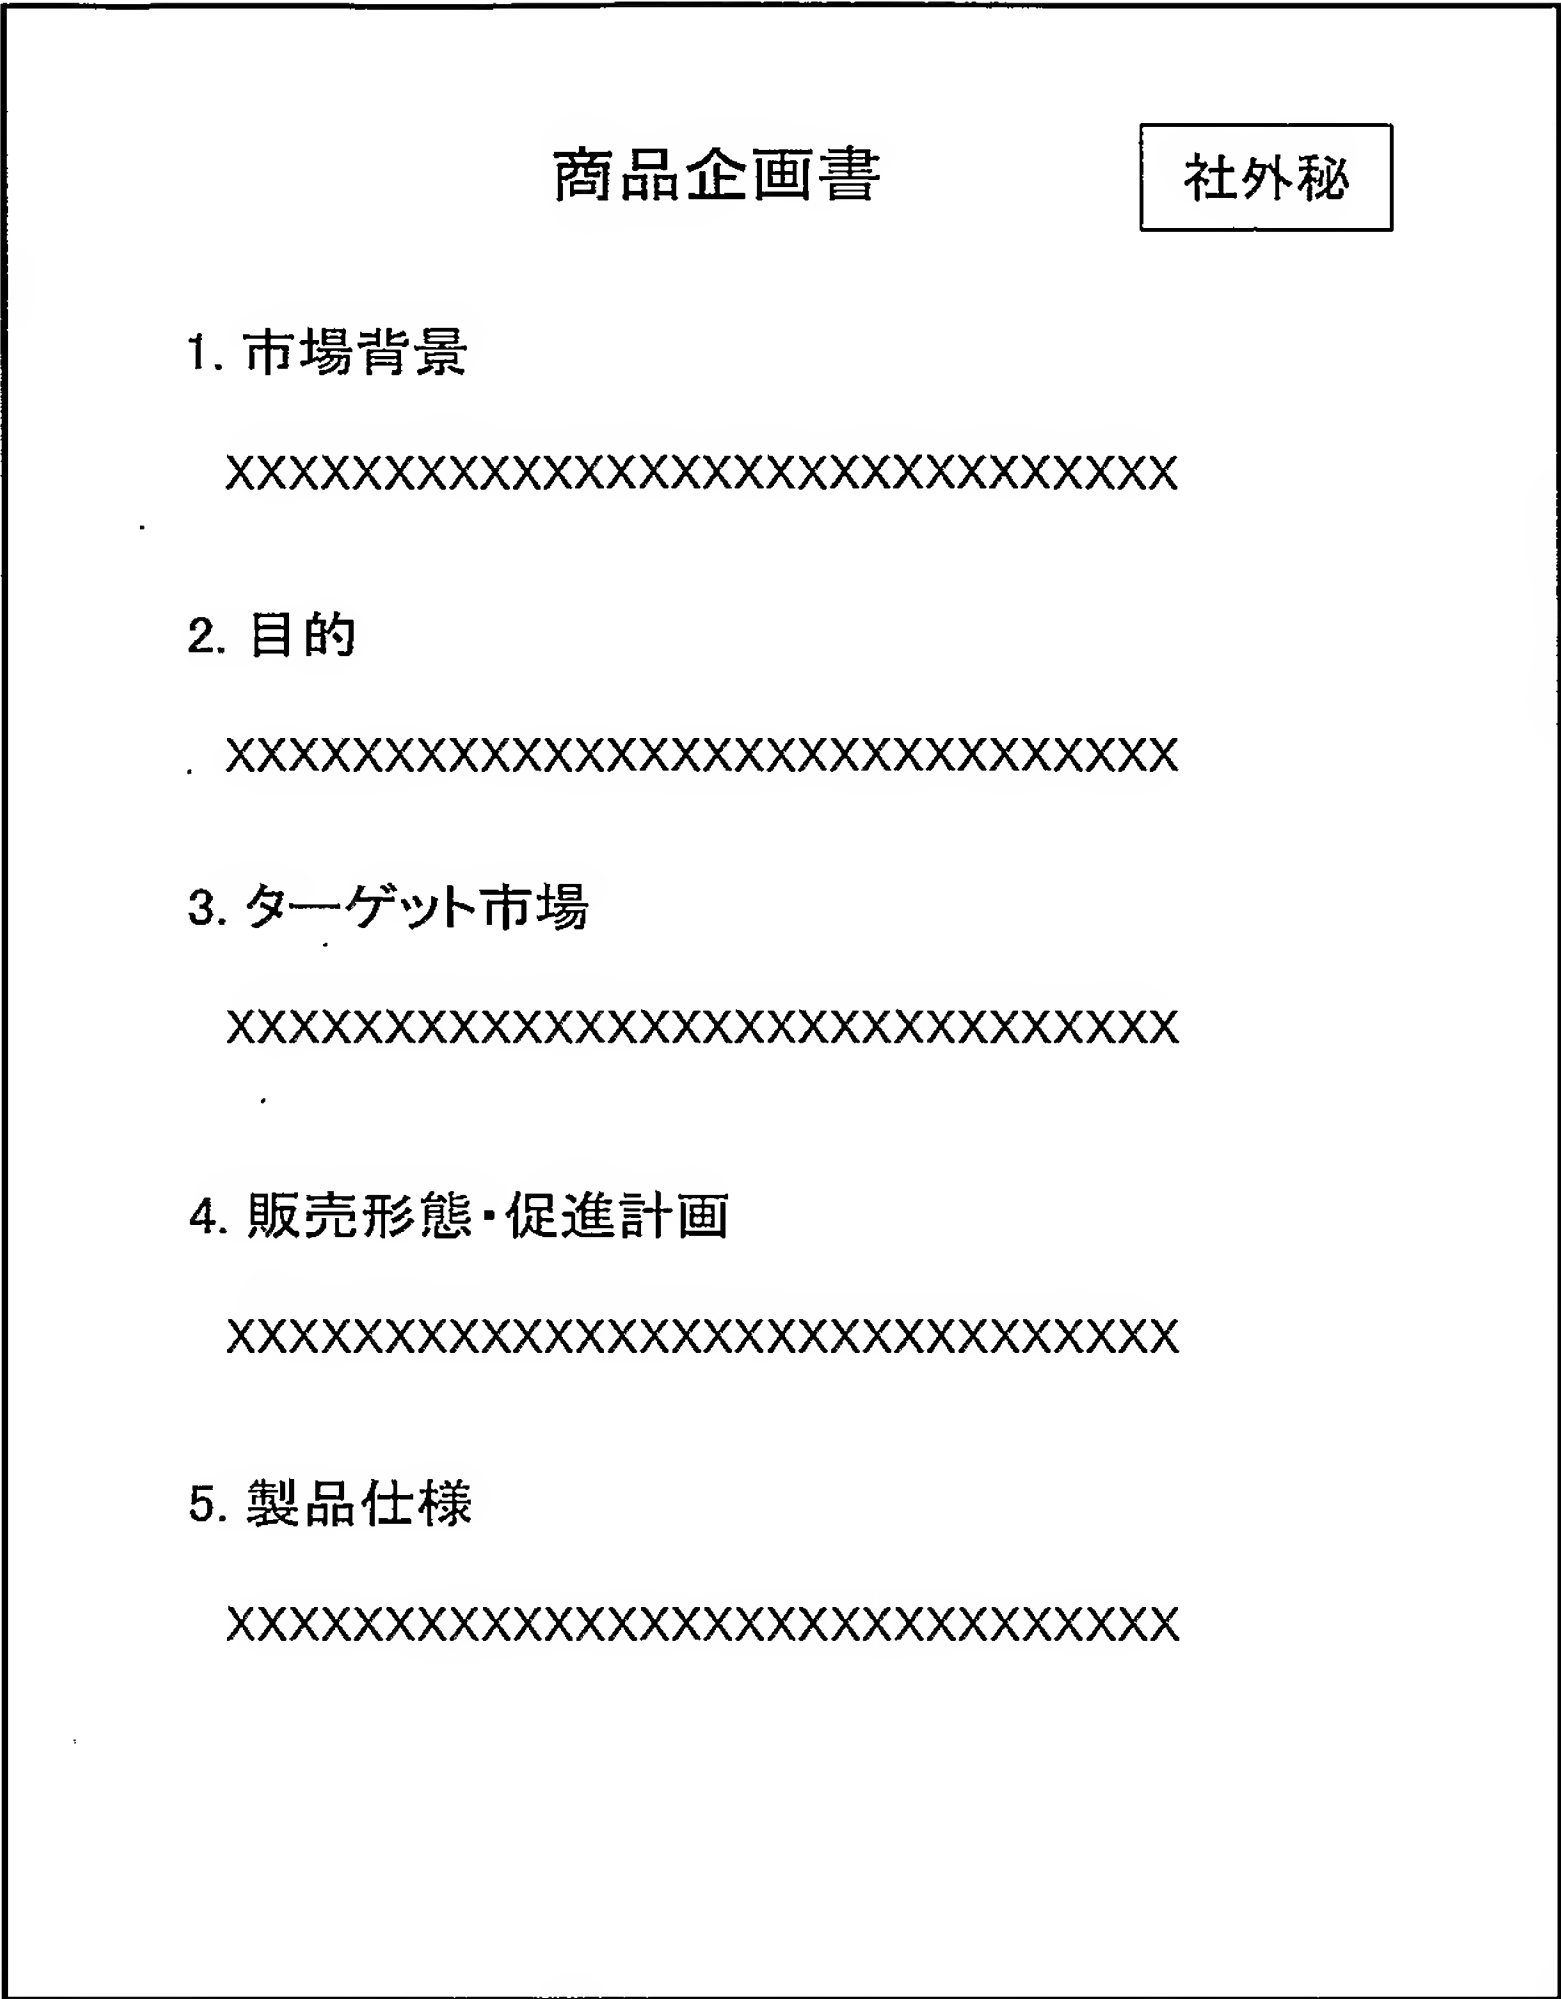 商品企画書 社外秘
1. 市場背景
XXXXXXXXXXXXXXXXXXXXXXXXXXXXXX
2. 目的
XXXXXXXXXXXXXXXXXXXXXXXXXXXXXX
3. ターゲット市場
XXXXXXXXXXXXXXXXXXXXXXXXXXXXXX
4. 販売形態・促進計画
XXXXXXXXXXXXXXXXXXXXXXXXXXXXXX
5. 製品仕様
XXXXXXXXXXXXXXXXXXXXXXXXXXXXXX